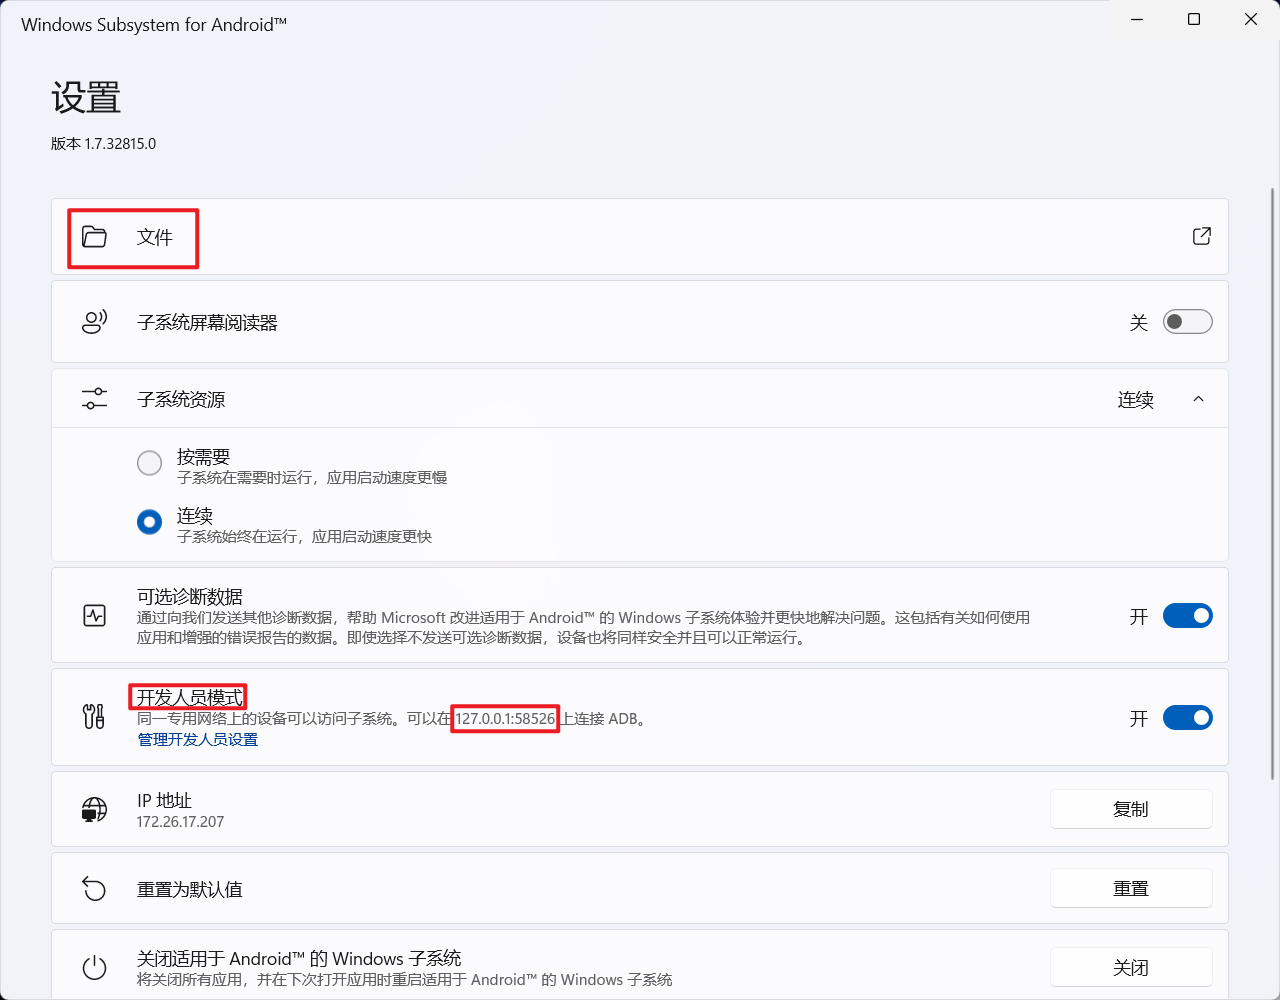 Windows Subsystem for Android™
设置
版本 1.7.32815.0
文件
子系统屏幕阅读器
关
子系统资源
连续
按需要
子系统在需要时运行，应用启动速度更慢
连续
子系统始终在运行，应用启动速度更快
可选诊断数据
通过向我们发送其他诊断数据，帮助 Microsoft 改进适用于 Android™ 的 Windows 子系统体验并更快地解决问题。这包括有关如何使用
应用和增强的错误报告的数据。即使选择不发送可选诊断数据，设备也将同样安全并且可以正常运行。
开
开发人员模式
同一专用网络上的设备可以访问子系统。可以在 127.0.0.1:58526 上连接 ADB。
管理开发人员设置
开
IP 地址
172.26.17.207
复制
重置为默认值
重置
关闭适用于 Android™ 的 Windows 子系统
将关闭所有应用，并在下次打开应用时重启适用于 Android™ 的 Windows 子系统
关闭